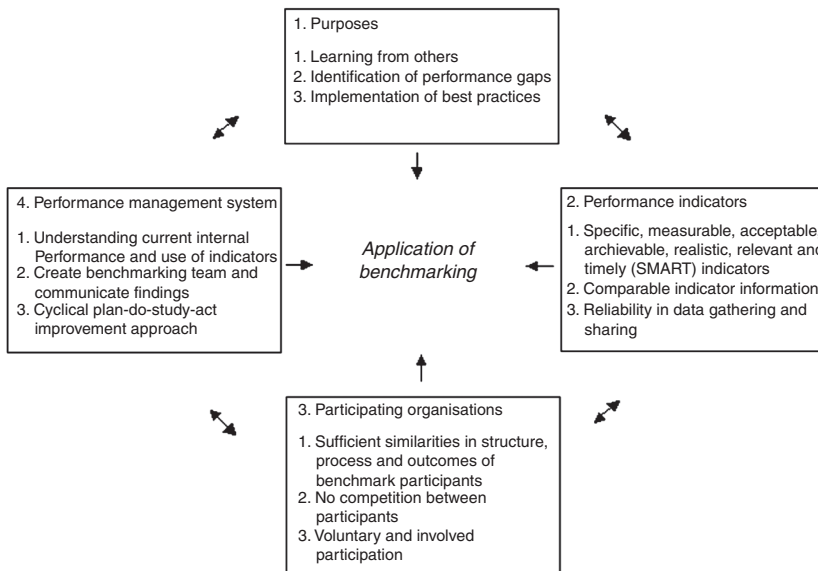 1. Purposes
1. Learning from others
2. Identification of performance gaps
3. Implementation of best practices
4. Performance management system
1. Understanding current internal
Performance and use of indicators
2. Create benchmarking team and
communicate findings
3. Cyclical plan-do-study-act
improvement approach
Application of
benchmarking
2. Performance indicators
1. Specific, measurable, acceptable,
archievable, realistic, relevant and
timely (SMART) indicators
2. Comparable indicator information
3. Reliability in data gathering and
sharing
3. Participating organisations
1. Sufficient similarities in structure,
process and outcomes of
benchmark participants
2. No competition between
participants
3. Voluntary and involved
participation